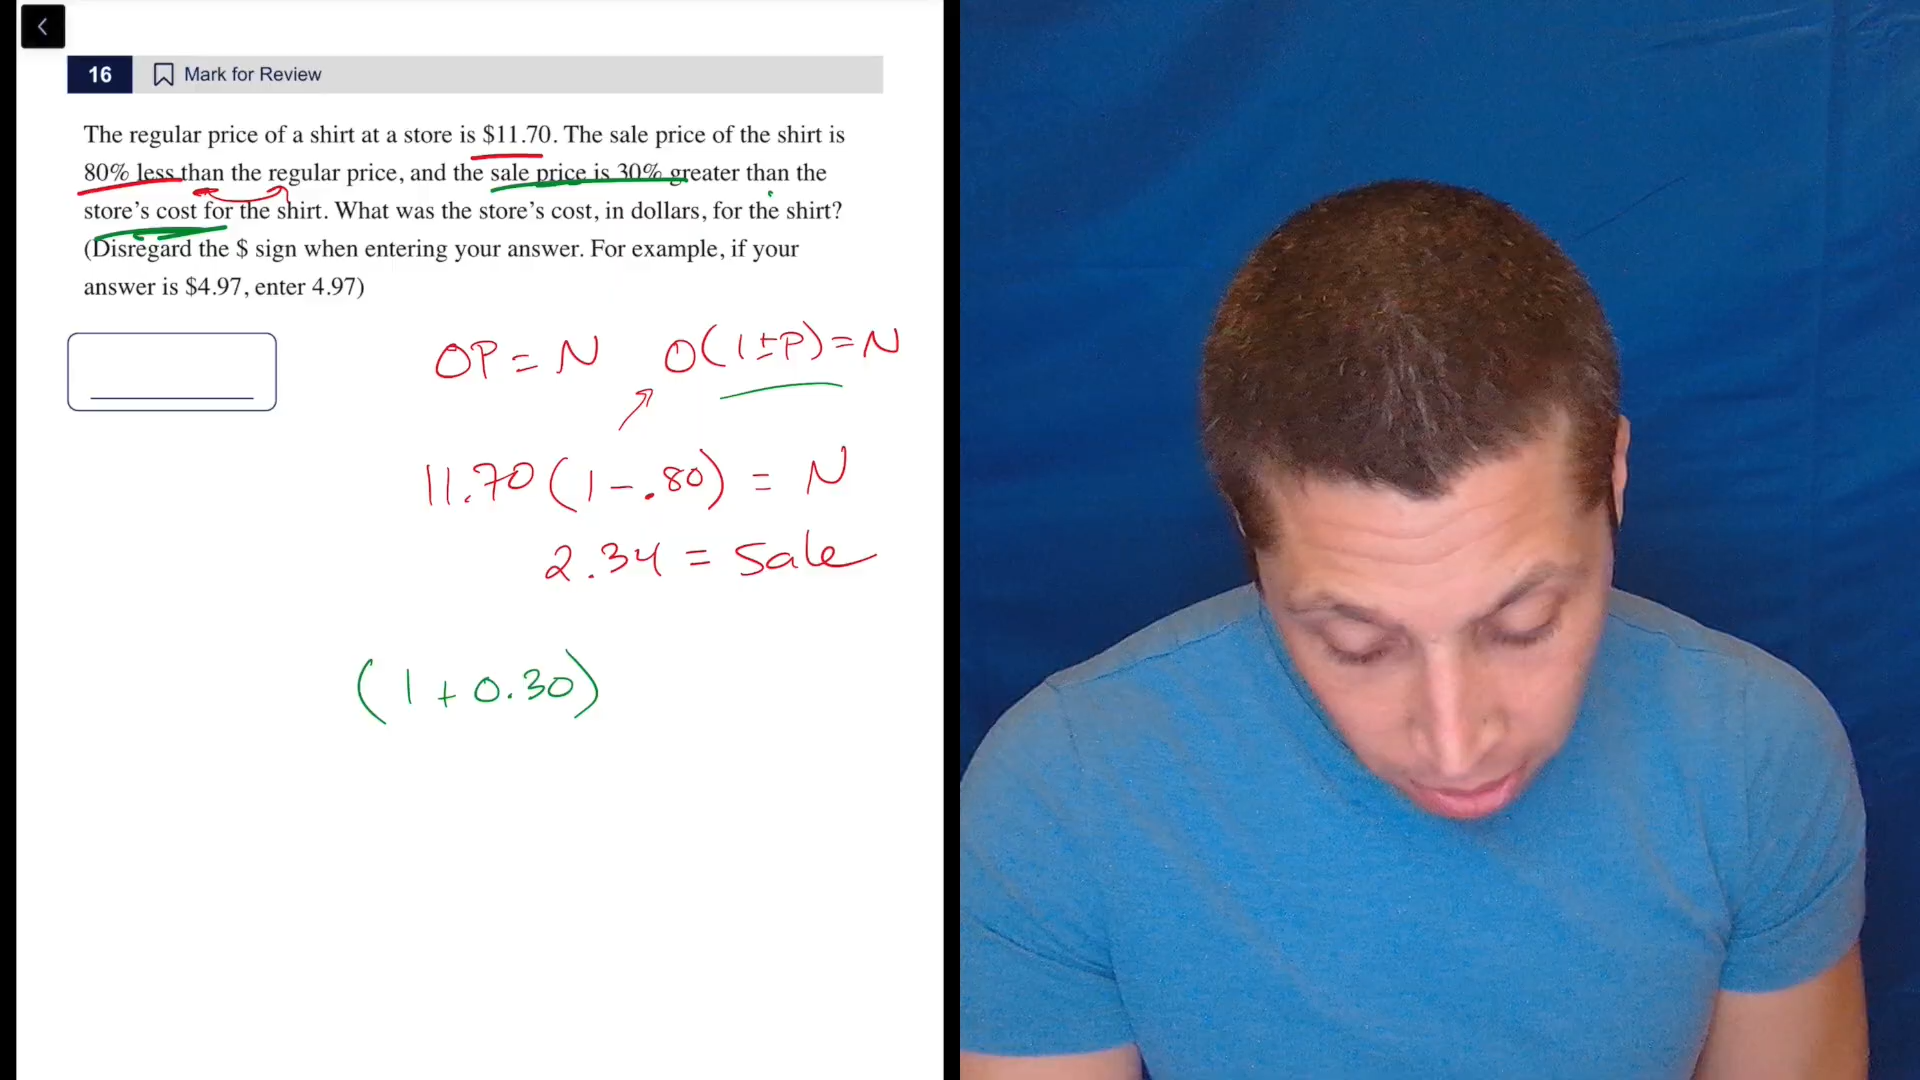 16 Mark for Review
The regular price of a shirt at a store is $11.70. The sale price of the shirt is
80% less than the regular price, and the sale price is 30% greater than the
store's cost for the shirt. What was the store's cost, in dollars, for the shirt?
(Disregard the $ sign when entering your answer. For example, if your
answer is $4.97, enter 4.97)
OP = N O(1±P) = N
11.70(1-.80) = N
2.34 = Sale
(1+0.30)